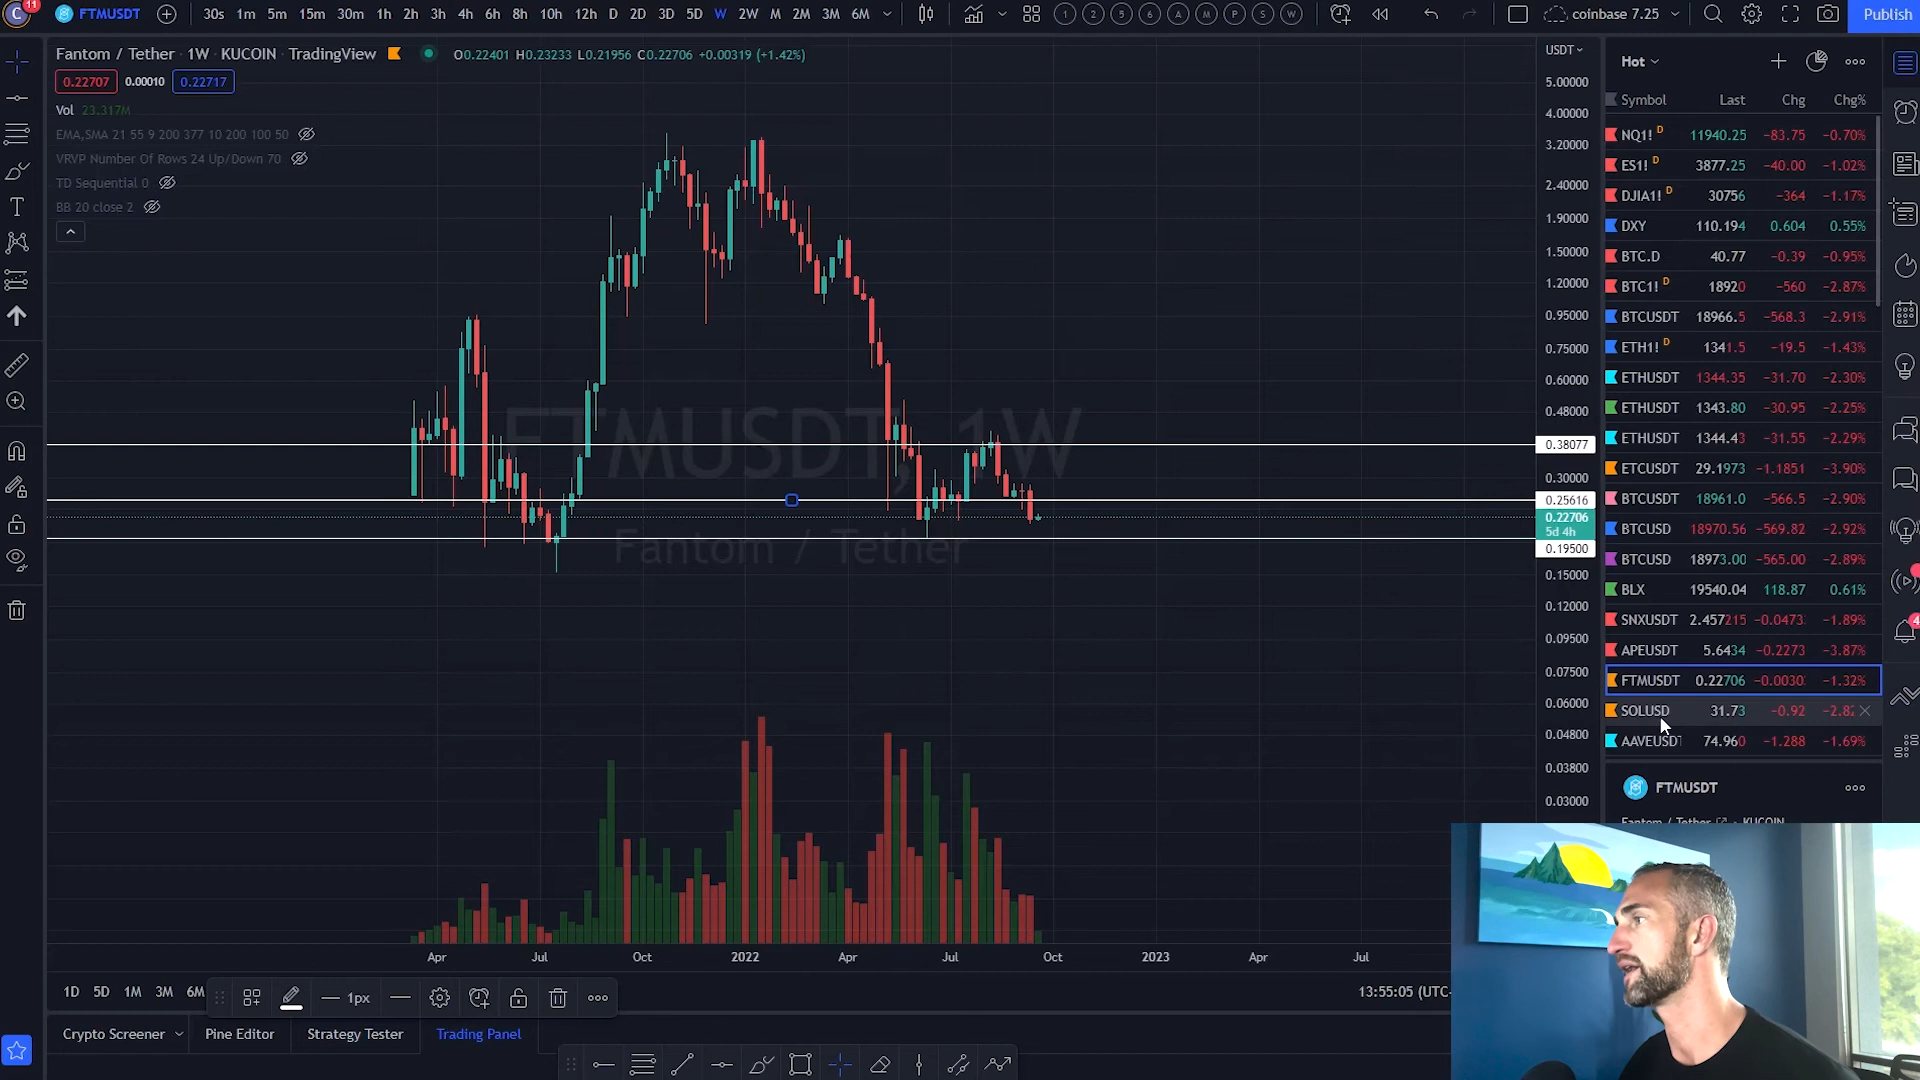 C 11 FTMUSDT 30s 1m 5m 15m 30m 1h 2h 3h 4h 6h 8h 10h 12h D 2D 3D 5D W 2W M 2M 3M 6M 1 2 5 6 A M P S W coinbase 7.25 Publish
Fantom / Tether · 1W · KUCOIN TradingView O0.22401 H0.23233 L0.21956 C0.22706 +0.00319 (+1.42%)
0.22707 0.00010 0.22717
Vol 23.317M
EMA,SMA 21 55 9 200 377 10 200 100 50
VRVP Number Of Rows 24 Up/Down 70
TD Sequential 0
BB 20 close 2
FTMUSDT, 1W
Fantom / Tether
USDT
5.00000
4.00000
3.20000
2.40000
1.90000
1.50000
1.20000
0.95000
0.75000
0.60000
0.48000
0.38077
0.30000
0.25616
0.22706
5d 4h
0.19500
0.15000
0.12000
0.09500
0.07500
0.06000
0.04800
0.03800
0.03000
Apr Jul Oct 2022 Apr Jul Oct 2023 Apr Jul
1D 5D 1M 3M 6M 1px 13:55:05 (UTC-
Crypto Screener Pine Editor Strategy Tester Trading Panel
Hot
Symbol Last Chg Chg%
NQ1! D 11940.25 −83.75 −0.70%
ES1! D 3877.25 −40.00 −1.02%
DJIA1! D 30756 −364 −1.17%
DXY 110.194 0.604 0.55%
BTC.D 40.77 −0.39 −0.95%
BTC1! D 18920 −560 −2.87%
BTCUSDT 18966.5 −568.3 −2.91%
ETH1! D 1341.5 −19.5 −1.43%
ETHUSDT 1344.35 −31.70 −2.30%
ETHUSDT 1343.80 −30.95 −2.25%
ETHUSDT 1344.43 −31.55 −2.29%
ETCUSDT 29.1973 −1.1851 −3.90%
BTCUSDT 18961.0 −566.5 −2.90%
BTCUSD 18970.56 −569.82 −2.92%
BTCUSD 18973.00 −565.00 −2.89%
BLX 19540.04 118.87 0.61%
SNXUSDT 2.457215 −0.0473 −1.89%
APEUSDT 5.6434 −0.2273 −3.87%
FTMUSDT 0.22706 −0.0030 −1.32%
SOLUSD 31.73 −0.92 −2.82
AAVEUSDT 74.960 −1.288 −1.69%
FTMUSDT
Fantom / Tether · KUCOIN
4